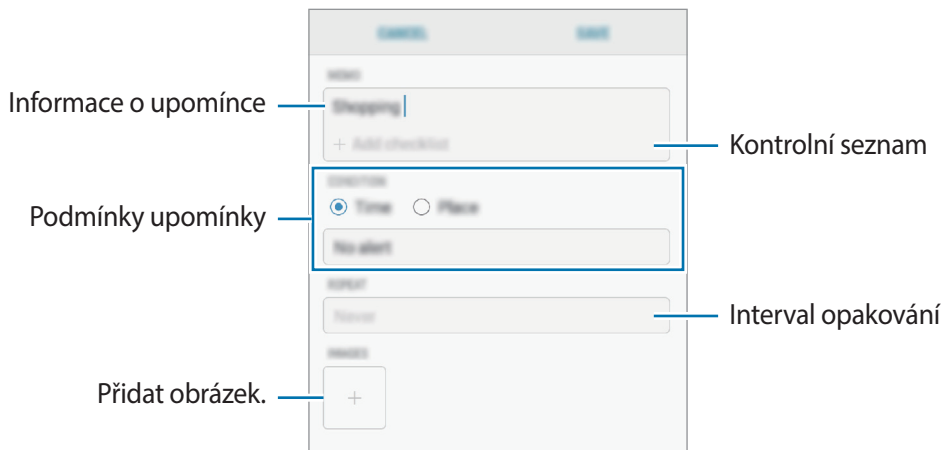 CANCEL SAVE
MEMO
Informace o upomínce
Shopping
+ Add checklist
Kontrolní seznam
CONDITION
Time Place
Podmínky upomínky
No alert
REPEAT
Never
Interval opakování
IMAGES
Přidat obrázek.
+